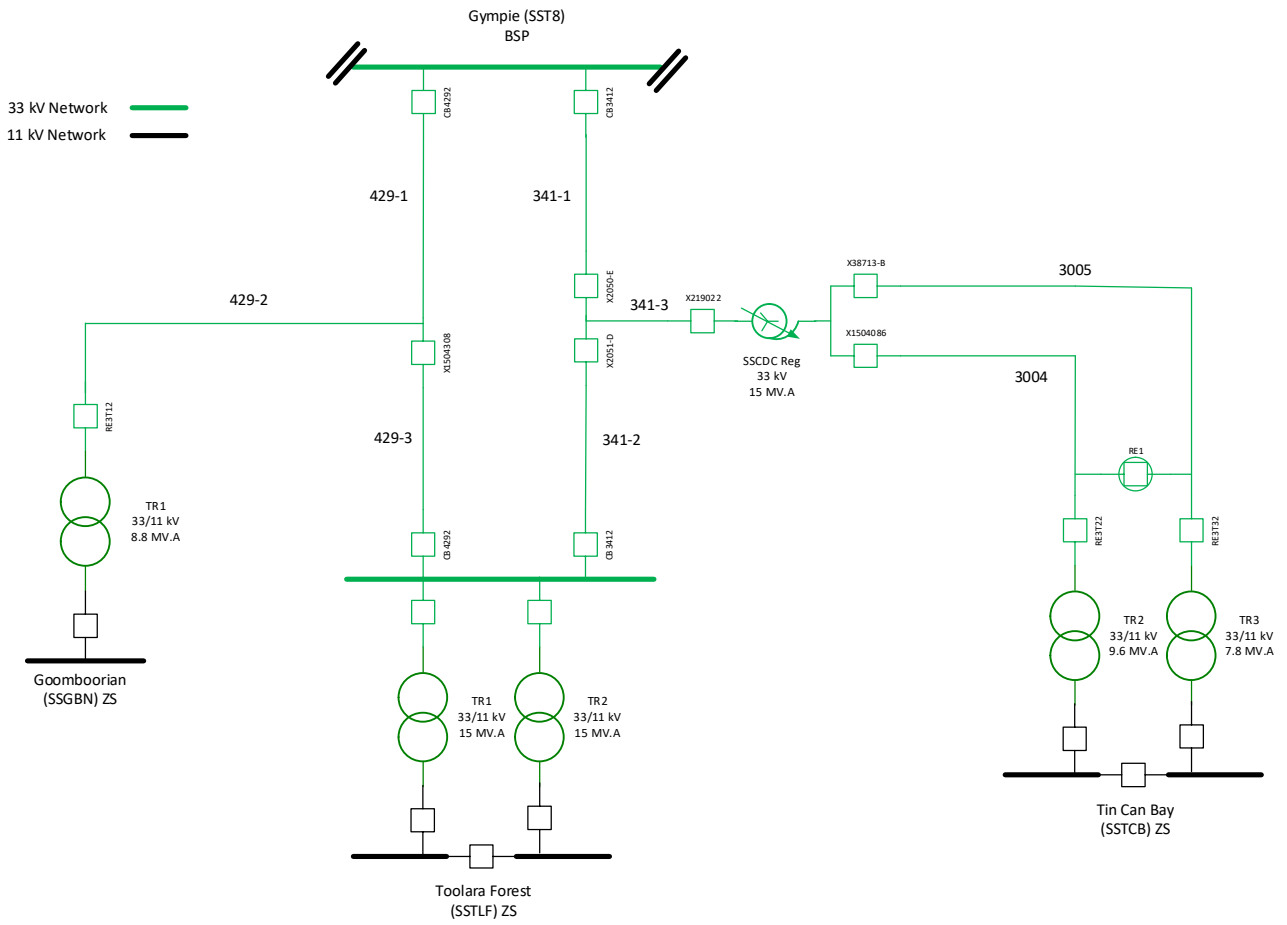 Gympie (SST8)
BSP
33 kV Network
11 kV Network
CB4292
CB3412
429-1
341-1
X2050-E
X38713-B
3005
429-2
341-3
X219022
X1504308
X2051-D
SSCDC Reg
33 kV
15 MV.A
X1504086
3004
RE3T12
429-3
341-2
RE1
TR1
33/11 kV
8.8 MV.A
CB4292
CB3412
RE3T22
RE3T32
TR2
33/11 kV
9.6 MV.A
TR3
33/11 kV
7.8 MV.A
Goomboorian
(SSGBN) ZS
TR1
33/11 kV
15 MV.A
TR2
33/11 kV
15 MV.A
Tin Can Bay
(SSTCB) ZS
Toolara Forest
(SSTLF) ZS